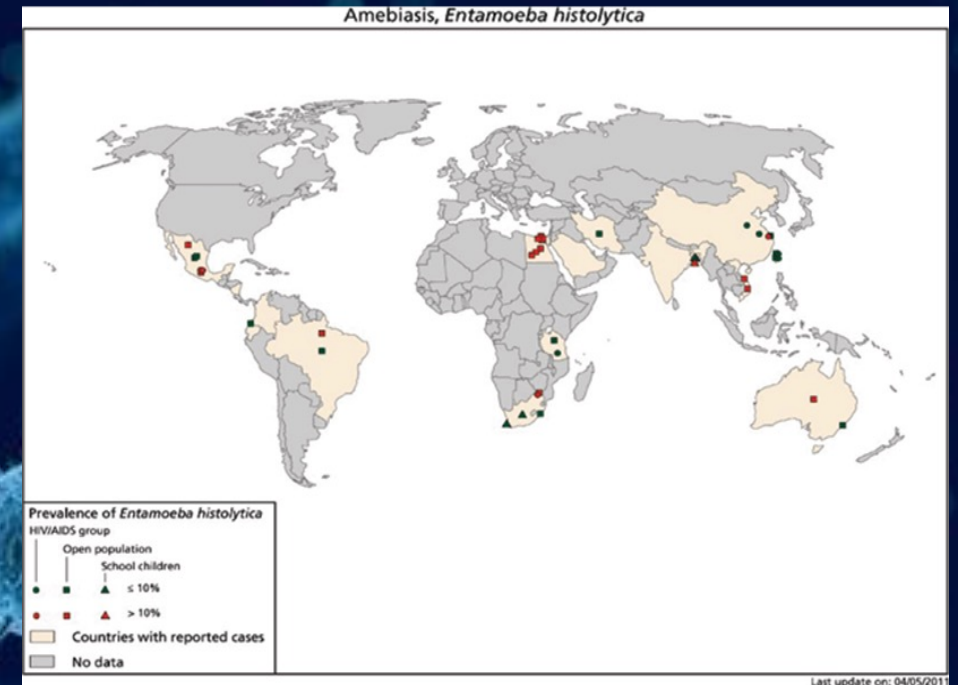 Amebiasis, Entamoeba histolytica
Prevalence of Entamoeba histolytica
HIV/AIDS group
Open population
School children
≤ 10%
> 10%
Countries with reported cases
No data
Last update on: 04/05/2011